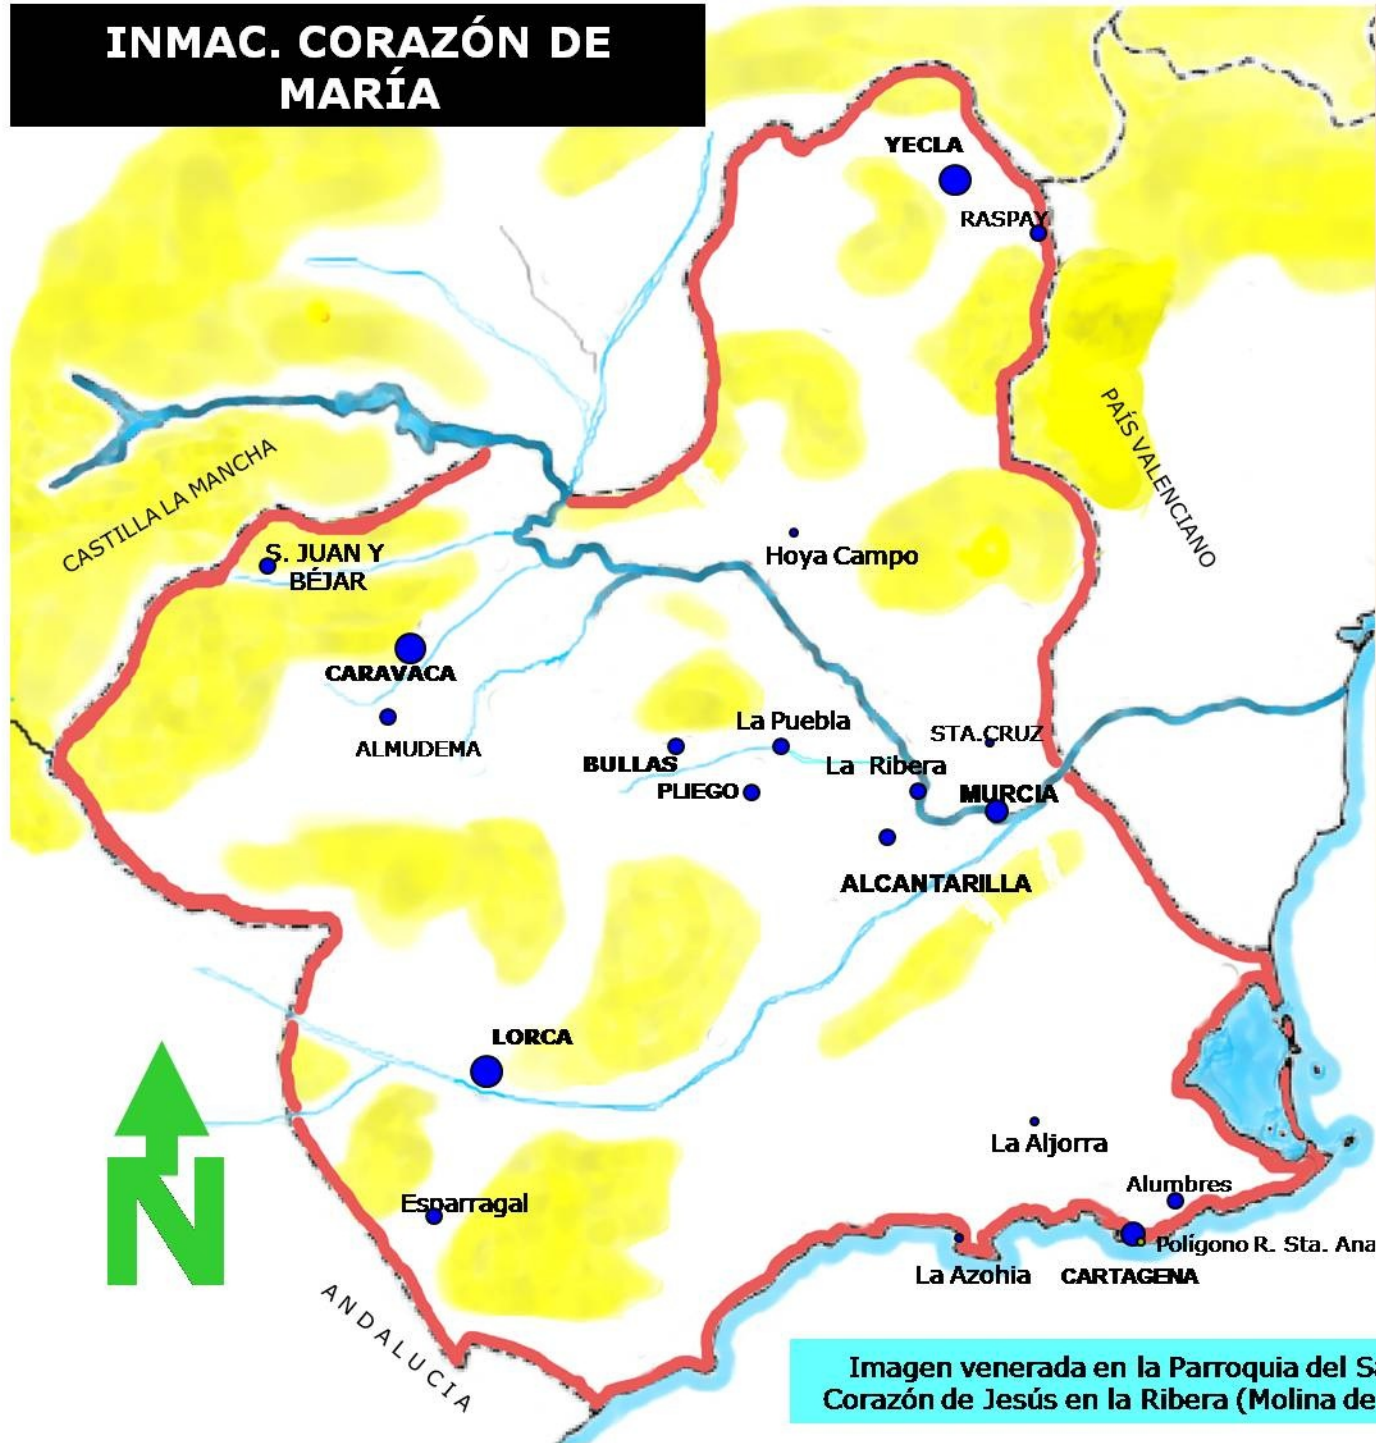 INMAC. CORAZÓN DE
MARÍA
YECLA
RASPAY
PAÍS VALENCIANO
CASTILLA LA MANCHA
S. JUAN Y
BÉJAR
Hoya Campo
CARAVACA
ALMUDEMA
La Puebla
STA.CRUZ
BULLAS
La Ribera
PLIEGO
MURCIA
ALCANTARILLA
LORCA
N
La Aljorra
Alumbres
Esparragal
Polígono R. Sta. Ana
La Azohia
CARTAGENA
ANDALUCIA
Imagen venerada en la Parroquia del
Corazón de Jesús en la Ribera (Molina de